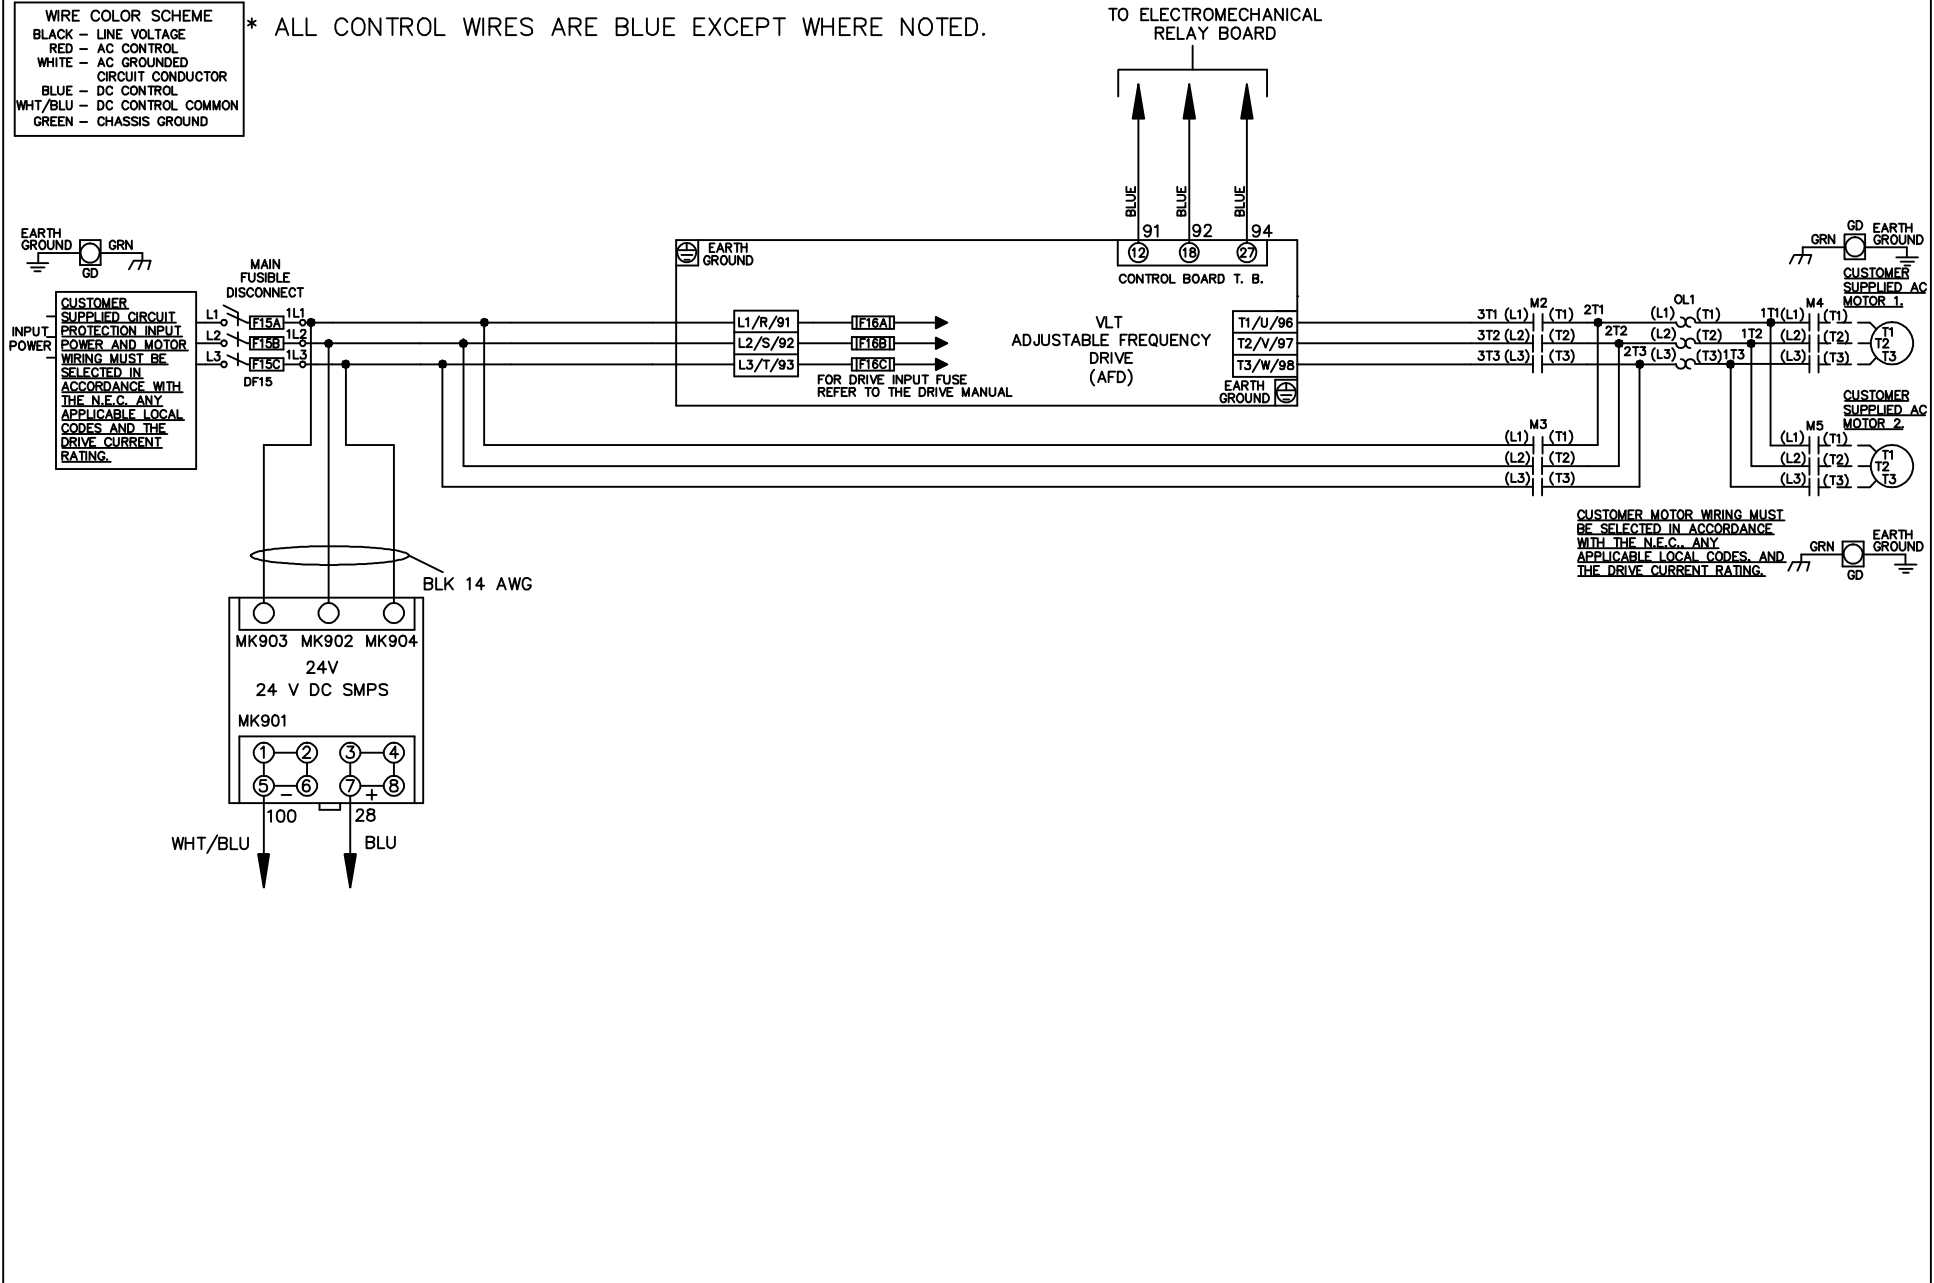 WIRE COLOR SCHEME
BLACK – LINE VOLTAGE
RED – AC CONTROL
WHITE – AC GROUNDED
CIRCUIT CONDUCTOR
BLUE – DC CONTROL
WHT/BLU – DC CONTROL COMMON
GREEN – CHASSIS GROUND
* ALL CONTROL WIRES ARE BLUE EXCEPT WHERE NOTED.
TO ELECTROMECHANICAL
RELAY BOARD
BLUE
BLUE
BLUE
91 92 94
12 18 27
CONTROL BOARD T. B.
EARTH
GROUND
GRN
GD
INPUT
POWER
CUSTOMER
SUPPLIED CIRCUIT
PROTECTION INPUT
POWER AND MOTOR
WIRING MUST BE
SELECTED IN
ACCORDANCE WITH
THE N.E.C. ANY
APPLICABLE LOCAL
CODES AND THE
DRIVE CURRENT
RATING.
MAIN
FUSIBLE
DISCONNECT
L1 F15A 1L1
L2 F15B 1L2
L3 F15C 1L3
DF15
EARTH
GROUND
L1/R/91 F16A
L2/S/92 F16B
L3/T/93 F16C
FOR DRIVE INPUT FUSE
REFER TO THE DRIVE MANUAL
VLT
ADJUSTABLE FREQUENCY
DRIVE
(AFD)
T1/U/96
T2/V/97
T3/W/98
EARTH
GROUND
M2
3T1 (L1) (T1) 2T1
3T2 (L2) (T2) 2T2
3T3 (L3) (T3) 2T3
OL1
(L1) (T1) 1T1
(L2) (T2) 1T2
(L3) (T3) 1T3
M4
(L1) (T1)
(L2) (T2)
(L3) (T3)
T1
T2
T3
GD
GRN
EARTH
GROUND
CUSTOMER
SUPPLIED AC
MOTOR 1.
M3
(L1) (T1)
(L2) (T2)
(L3) (T3)
CUSTOMER
SUPPLIED AC
MOTOR 2.
M5
(L1) (T1)
(L2) (T2)
(L3) (T3)
T1
T2
T3
CUSTOMER MOTOR WIRING MUST
BE SELECTED IN ACCORDANCE
WITH THE N.E.C., ANY
APPLICABLE LOCAL CODES, AND
THE DRIVE CURRENT RATING.
GRN
GD
EARTH
GROUND
BLK 14 AWG
MK903 MK902 MK904
24V
24 V DC SMPS
MK901
1 2 3 4
5 6 7 8
– +
100 28
WHT/BLU BLU